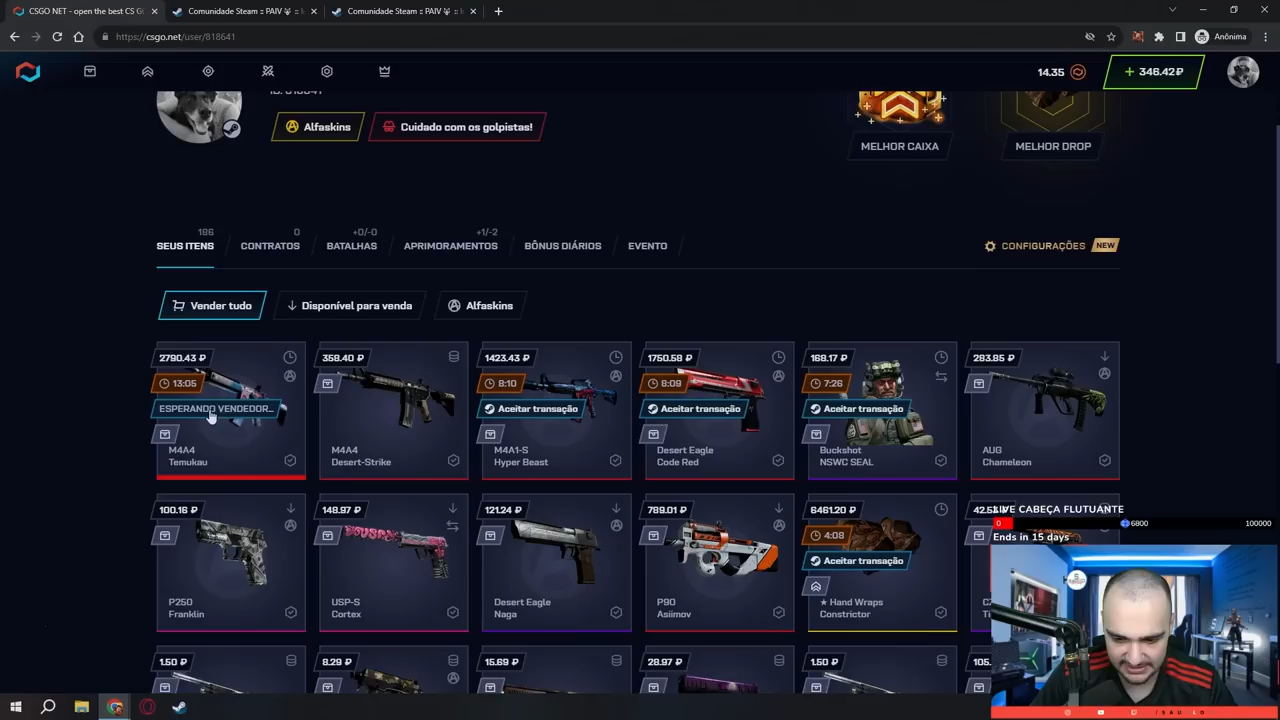 CSGO NET - open the best CS G
Comunidade Steam :: PAIV
Comunidade Steam :: PAIV
https://csgo.net/user/818641
Anônima
14.35
+ 346.42₽
Alfaskins
Cuidado com os golpistas!
MELHOR CAIXA
MELHOR DROP
186
0
+0/-0
+1/-2
SEUS ITENS
CONTRATOS
BATALHAS
APRIMORAMENTOS
BÔNUS DIÁRIOS
EVENTO
CONFIGURAÇÕES
NEW
Vender tudo
Disponível para venda
Alfaskins
2790.43 ₽
13:05
ESPERANDO VENDEDOR...
M4A4
Temukau
358.40 ₽
M4A4
Desert-Strike
1423.43 ₽
8:10
Aceitar transação
M4A1-S
Hyper Beast
1750.58 ₽
8:09
Aceitar transação
Desert Eagle
Code Red
168.17 ₽
7:26
Aceitar transação
Buckshot
NSWC SEAL
283.85 ₽
AUG
Chameleon
100.16 ₽
P250
Franklin
148.97 ₽
USP-S
Cortex
121.24 ₽
Desert Eagle
Naga
789.01 ₽
P90
Asiimov
6461.20 ₽
4:08
Aceitar transação
★ Hand Wraps
Constrictor
LIVE CABEÇA FLUTUANTE
0
6800
100000
Ends in 15 days
1.50 ₽
8.29 ₽
15.69 ₽
28.97 ₽
1.50 ₽
105.